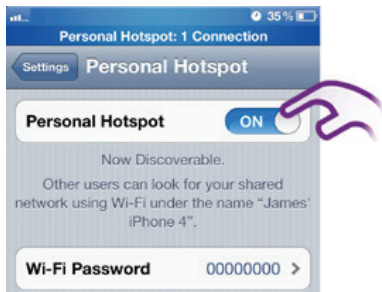 35%
Personal Hotspot: 1 Connection
Settings Personal Hotspot
Personal Hotspot ON
Now Discoverable.
Other users can look for your shared
network using Wi-Fi under the name “James'
iPhone 4”.
Wi-Fi Password 00000000